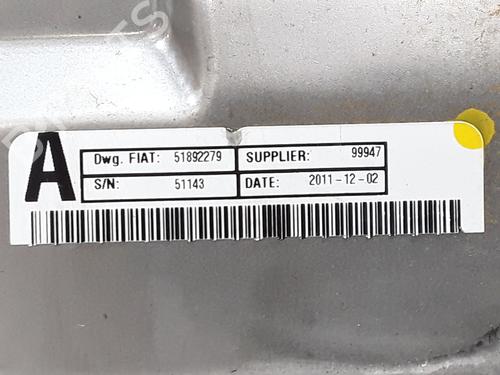 A
Dwg. FIAT: 51892279 SUPPLIER: 99947
S/N: 51143 DATE: 2011-12-02